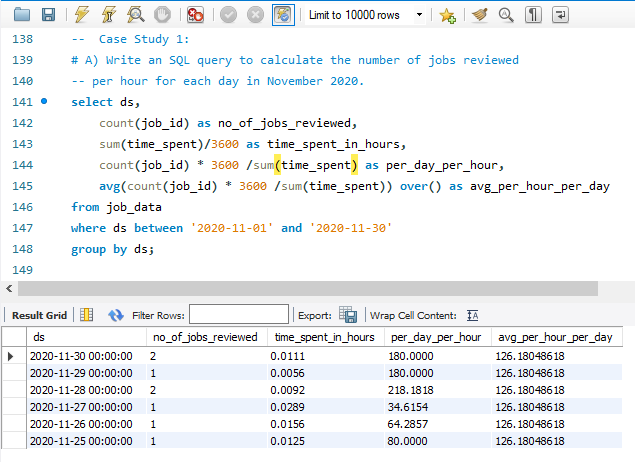 Limit to 10000 rows
138 -- Case Study 1:
139 # A) Write an SQL query to calculate the number of jobs reviewed
140 -- per hour for each day in November 2020.
141 select ds,
142 count(job_id) as no_of_jobs_reviewed,
143 sum(time_spent)/3600 as time_spent_in_hours,
144 count(job_id) * 3600 /sum(time_spent) as per_day_per_hour,
145 avg(count(job_id) * 3600 /sum(time_spent)) over() as avg_per_hour_per_day
146 from job_data
147 where ds between '2020-11-01' and '2020-11-30'
148 group by ds;
149
Result Grid Filter Rows: Export: Wrap Cell Content:
ds no_of_jobs_reviewed time_spent_in_hours per_day_per_hour avg_per_hour_per_day
2020-11-30 00:00:00 2 0.0111 180.0000 126.18048618
2020-11-29 00:00:00 1 0.0056 180.0000 126.18048618
2020-11-28 00:00:00 2 0.0092 218.1818 126.18048618
2020-11-27 00:00:00 1 0.0289 34.6154 126.18048618
2020-11-26 00:00:00 1 0.0156 64.2857 126.18048618
2020-11-25 00:00:00 1 0.0125 80.0000 126.18048618